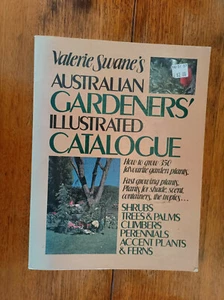 Valerie Swane's
AUSTRALIAN
GARDENERS'
ILLUSTRATED
CATALOGUE
How to grow 350
favourite garden plants.
Fast growing plants,
Plants for shade, scent,
containers, the tropics...
SHRUBS
TREES & PALMS
CLIMBERS
PERENNIALS
ACCENT PLANTS
& FERNS